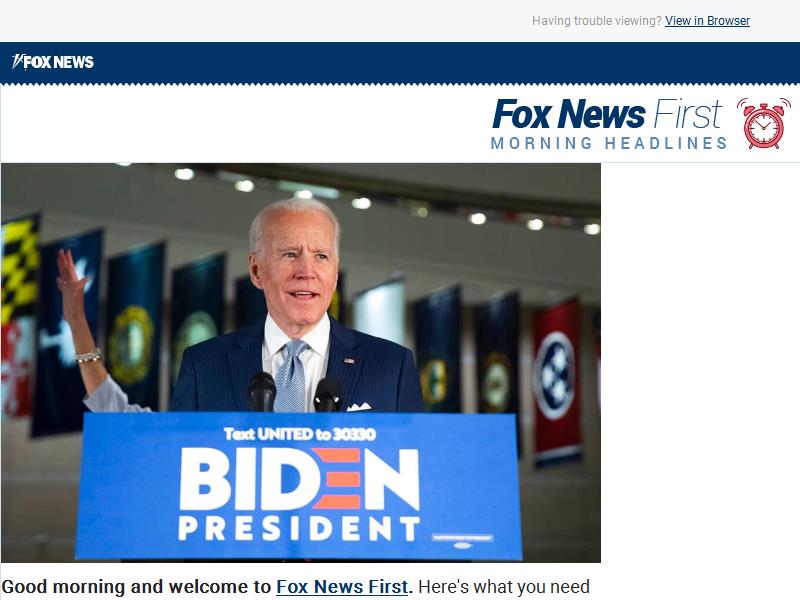 Having trouble viewing? View in Browser
FOX NEWS
Fox News First
MORNING HEADLINES
Text UNITED to 30330
BIDEN
PRESIDENT
Good morning and welcome to Fox News First. Here's what you need